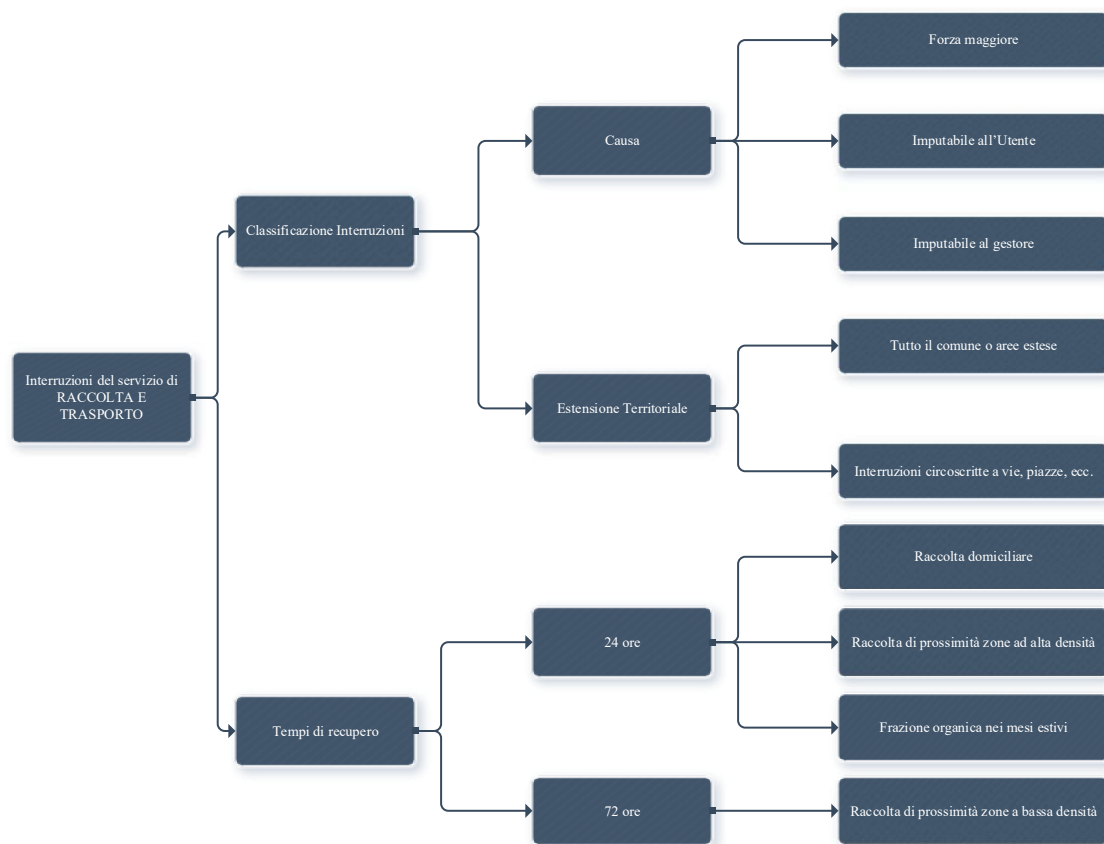 Forza maggiore
Causa
Imputabile all'Utente
Classificazione Interruzioni
Imputabile al gestore
Tutto il comune o aree estese
Interruzioni del servizio di
RACCOLTA E
TRASPORTO
Estensione Territoriale
Interruzioni circoscritte a vie, piazze, ecc.
Raccolta domiciliare
24 ore
Raccolta di prossimità zone ad alta densità
Tempi di recupero
Frazione organica nei mesi estivi
72 ore
Raccolta di prossimità zone a bassa densità